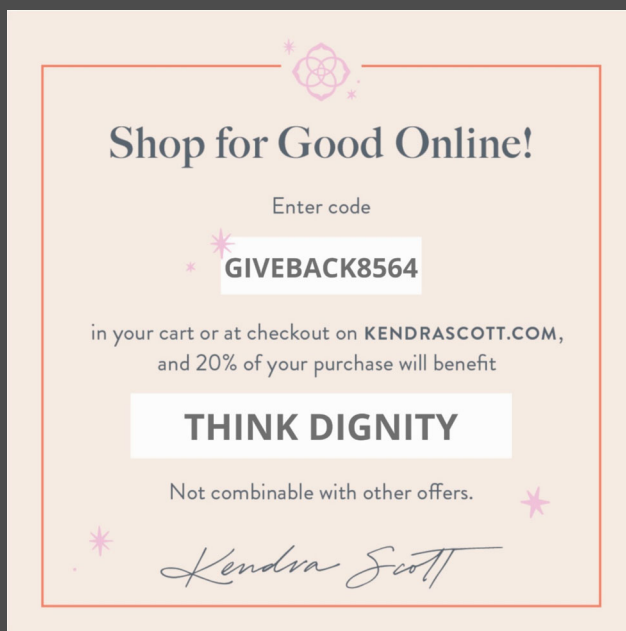 Shop for Good Online!
Enter code
GIVEBACK8564
in your cart or at checkout on KENDRASCOTT.COM,
and 20% of your purchase will benefit
THINK DIGNITY
Not combinable with other offers.
Kendra Scott